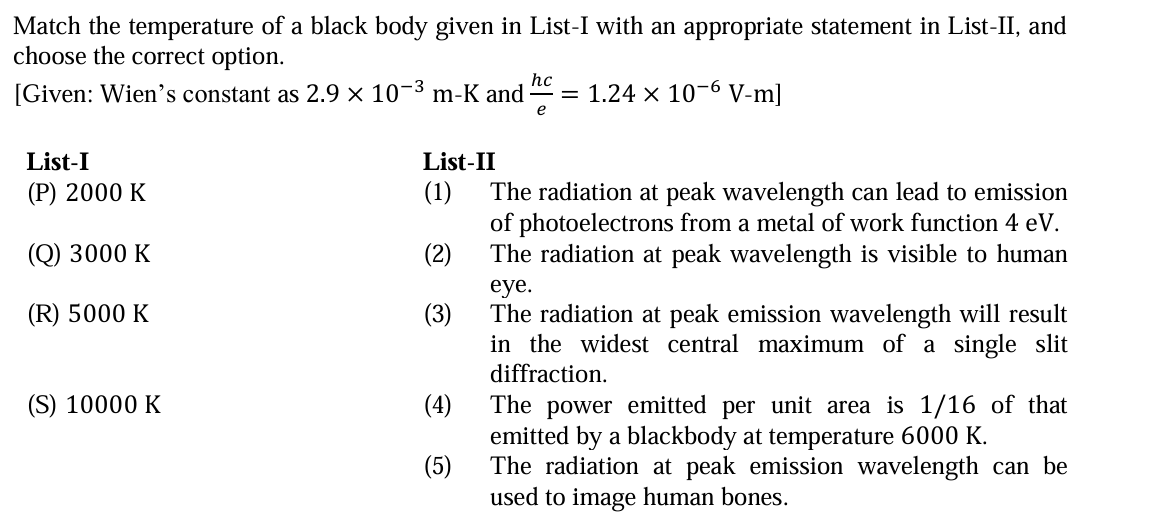 Match the temperature of a black body given in List-I with an appropriate statement in List-II, and
choose the correct option.
[Given: Wien's constant as 2.9 × 10⁻³ m-K and hc/e = 1.24 × 10⁻⁶ V-m]
List-I List-II
(P) 2000 K (1) The radiation at peak wavelength can lead to emission
of photoelectrons from a metal of work function 4 eV.
(Q) 3000 K (2) The radiation at peak wavelength is visible to human
eye.
(R) 5000 K (3) The radiation at peak emission wavelength will result
in the widest central maximum of a single slit
diffraction.
(S) 10000 K (4) The power emitted per unit area is 1/16 of that
emitted by a blackbody at temperature 6000 K.
(5) The radiation at peak emission wavelength can be
used to image human bones.